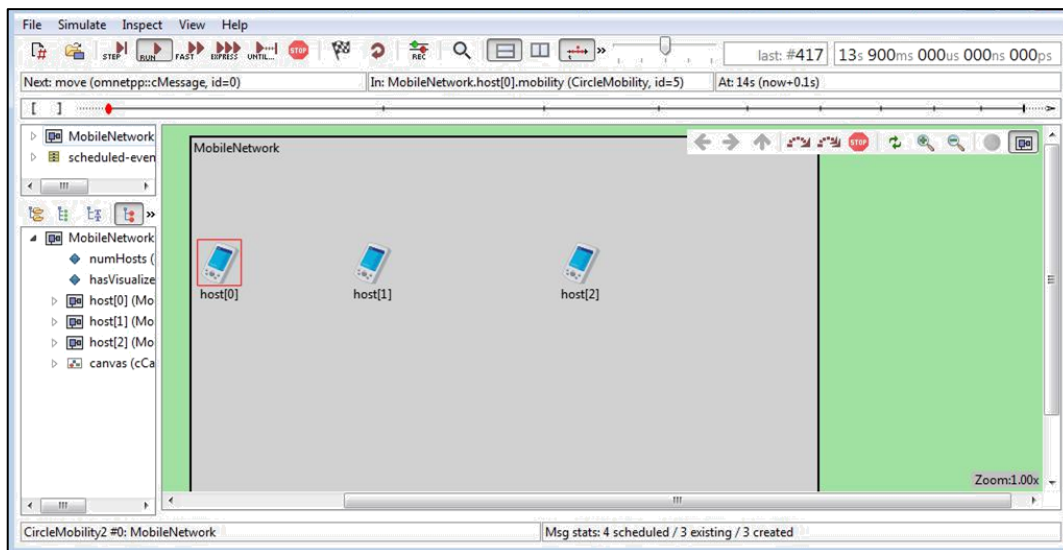 File Simulate Inspect View Help
STEP RUN FAST EXPRESS UNTIL... STOP REC » last: #417 13s 900ms 000us 000ns 000ps
Next: move (omnetpp::cMessage, id=0) In: MobileNetwork.host[0].mobility (CircleMobility, id=5) At: 14s (now+0.1s)
[ ]
MobileNetwork
scheduled-even
»
MobileNetwork
numHosts (
hasVisualize
host[0] (Mo
host[1] (Mo
host[2] (Mo
canvas (cCa
MobileNetwork
STOP
host[0] host[1] host[2]
Zoom:1.00x
CircleMobility2 #0: MobileNetwork Msg stats: 4 scheduled / 3 existing / 3 created